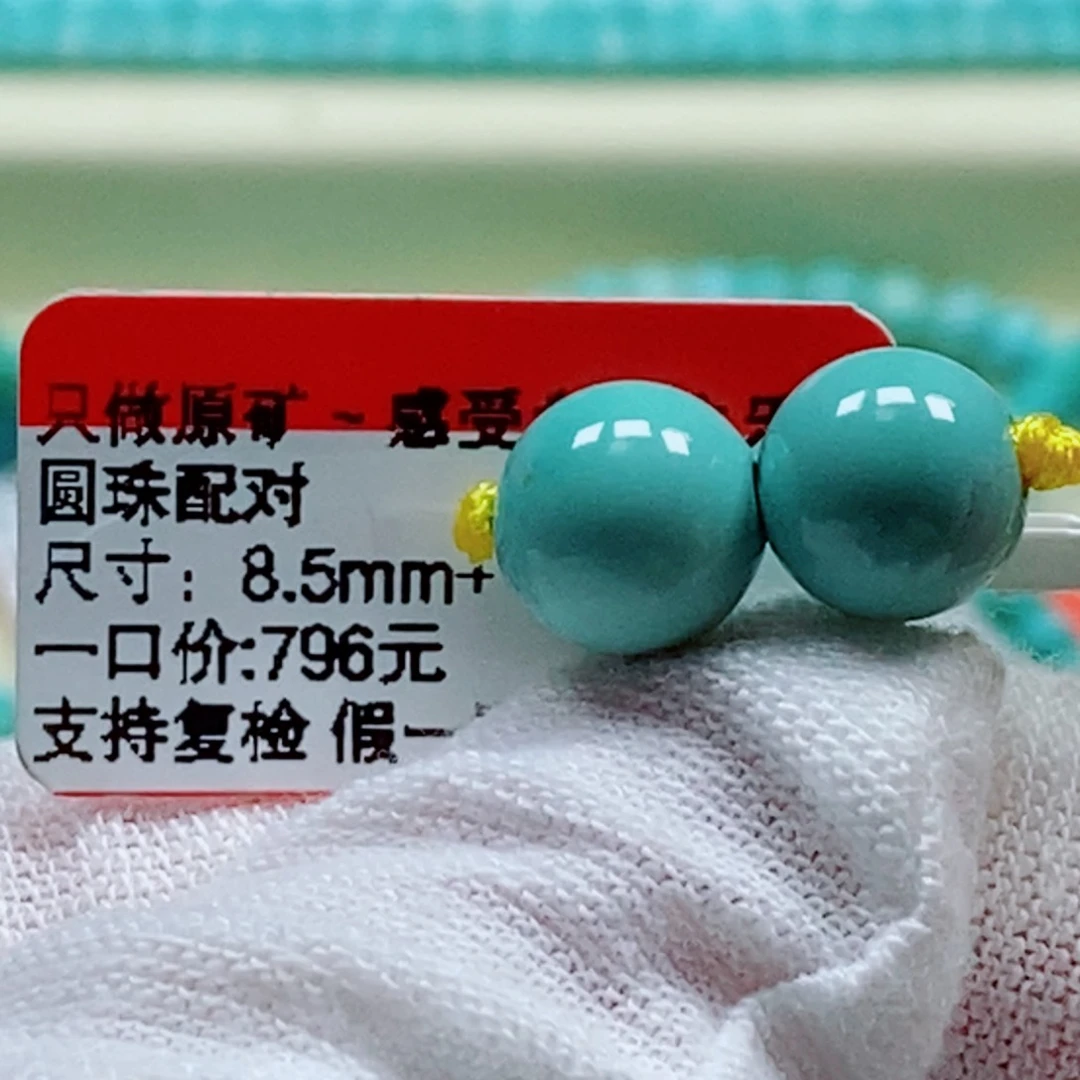 只做原矿 ~ 感受
圆珠配对
尺寸：8.5mm+
一口价:796元
支持复检 假一